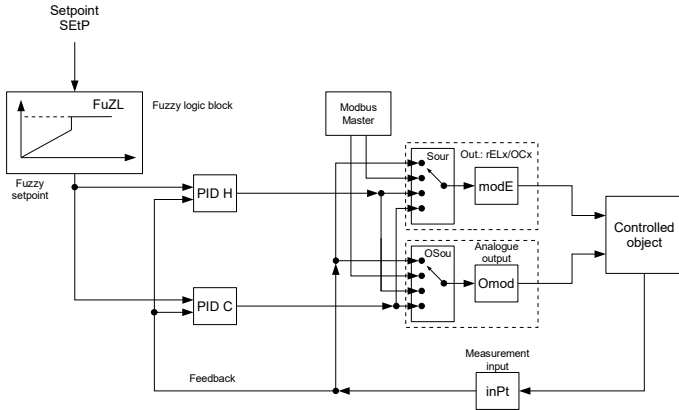 Setpoint
SEtP
FuZL
Fuzzy logic block
Fuzzy
setpoint
Modbus
Master
PID H
PID C
Sour
Out.: rELx/OCx
modE
OSou
Analogue
output
Omod
Controlled
object
Measurement
input
inPt
Feedback